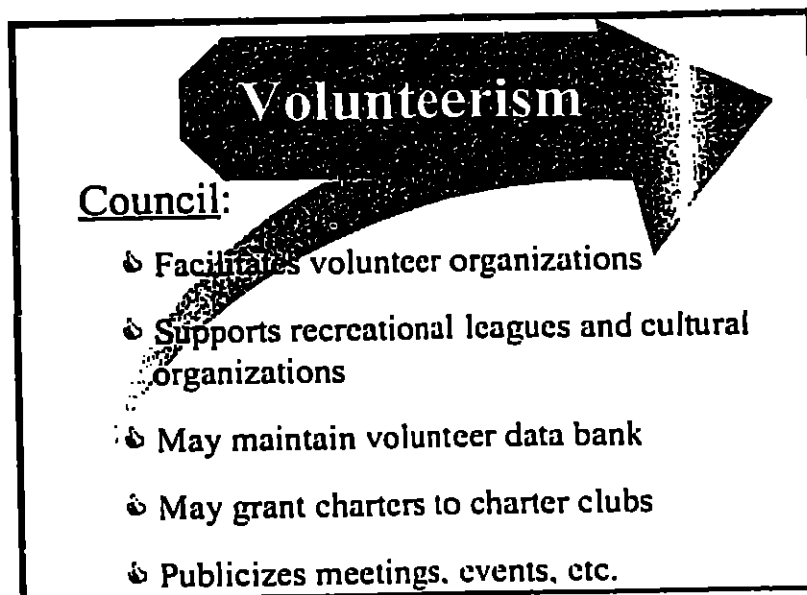 Volunteerism
Council:
Facilitates volunteer organizations
Supports recreational leagues and cultural
organizations
May maintain volunteer data bank
May grant charters to charter clubs
Publicizes meetings, events, etc.